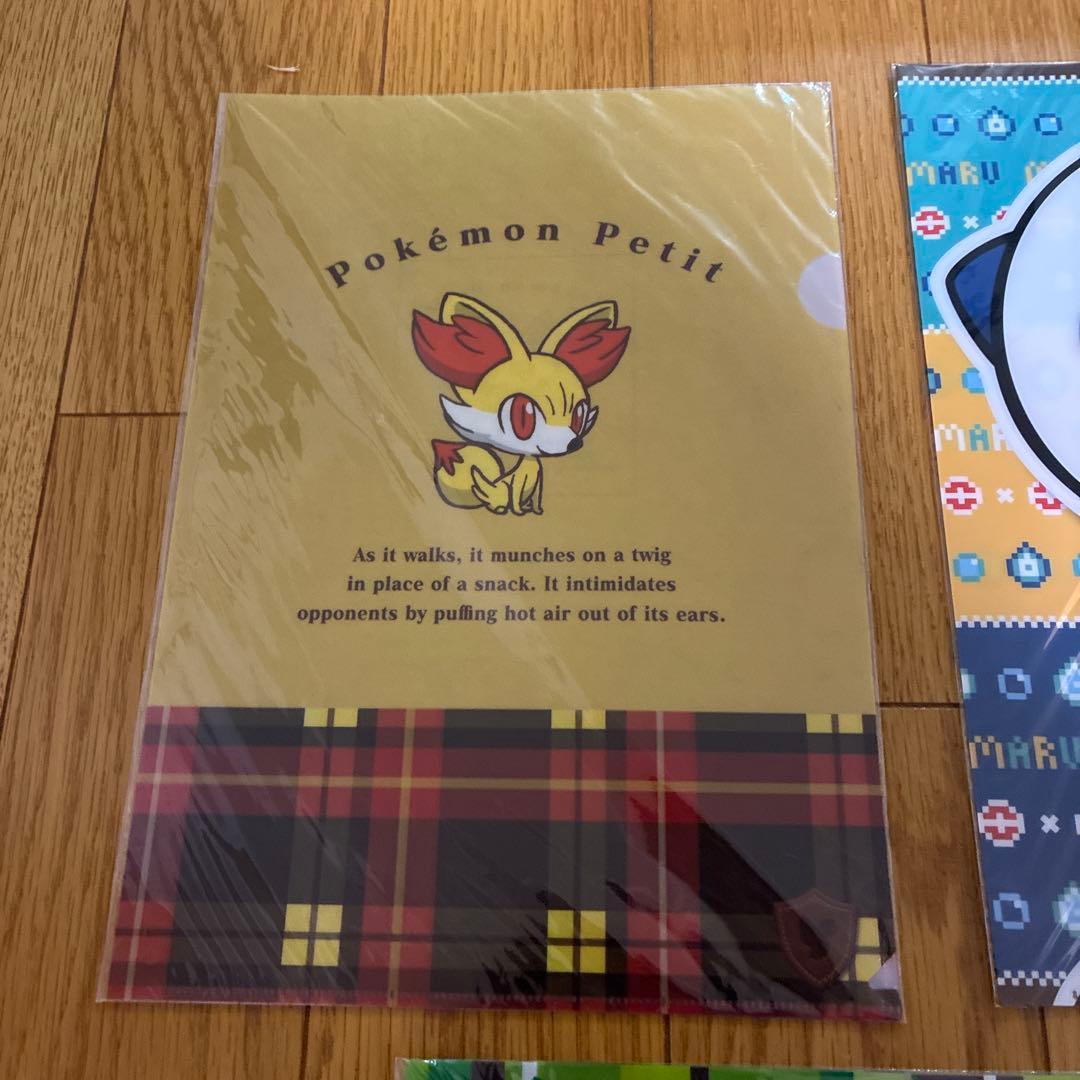 Pokémon Petit
As it walks, it munches on a twig
in place of a snack. It intimidates
opponents by puffing hot air out of its ears.
MARU
MAR
MARU